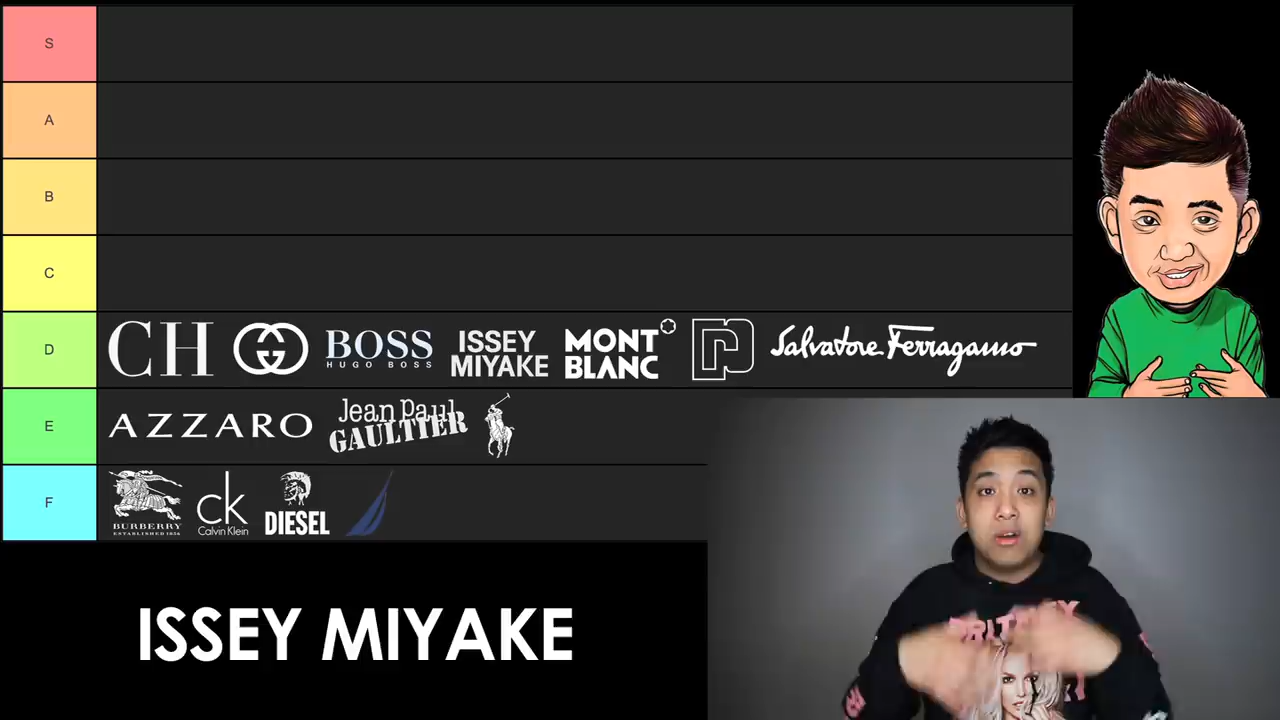 S
A
B
C
D
CH
BOSS
HUGO BOSS
ISSEY
MIYAKE
MONT
BLANC
Salvatore Ferragamo
E
AZZARO
Jean Paul
GAULTIER
F
BURBERRY
ESTABLISHED 1856
ck
Calvin Klein
DIESEL
ISSEY MIYAKE